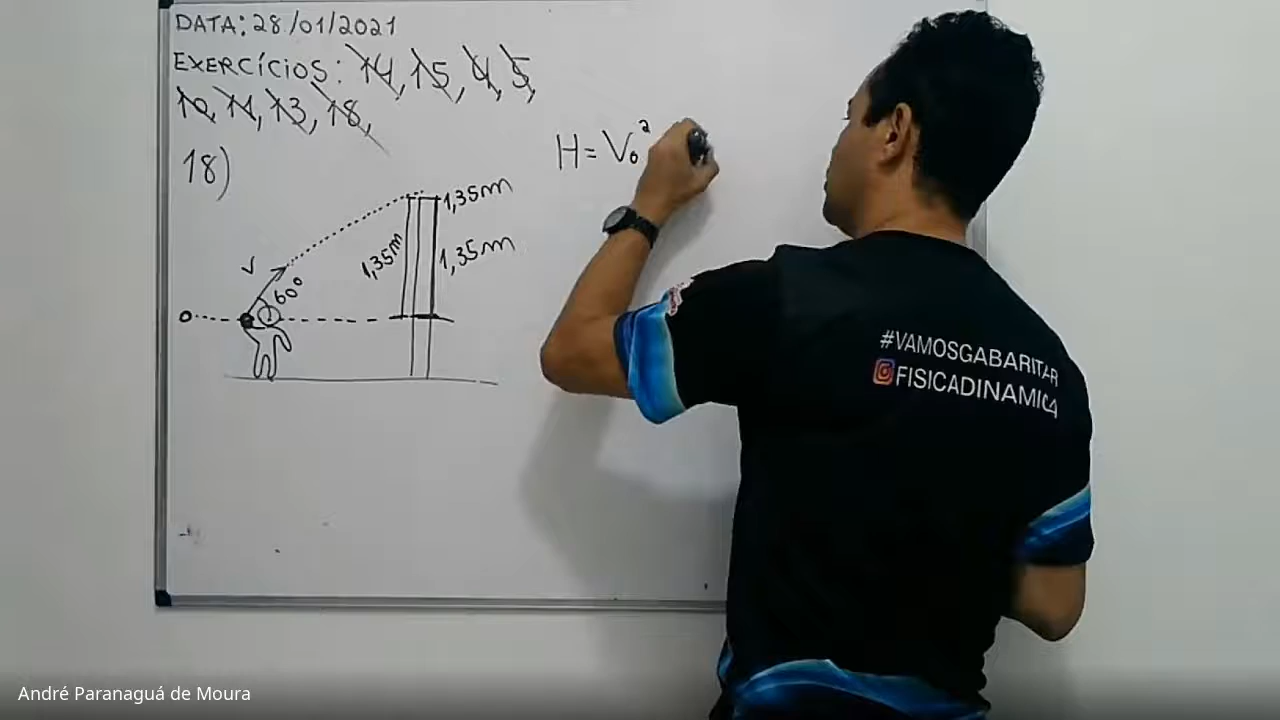 DATA: 28/01/2021
EXERCÍCIOS: 14, 15, 4, 5,
10, 11, 13, 18,
18)
H = V₀²
1,35m
1,35m
1,35m
V
60°
#VAMOSGABARITAR
FISICADINAMICA
André Paranaguá de Moura